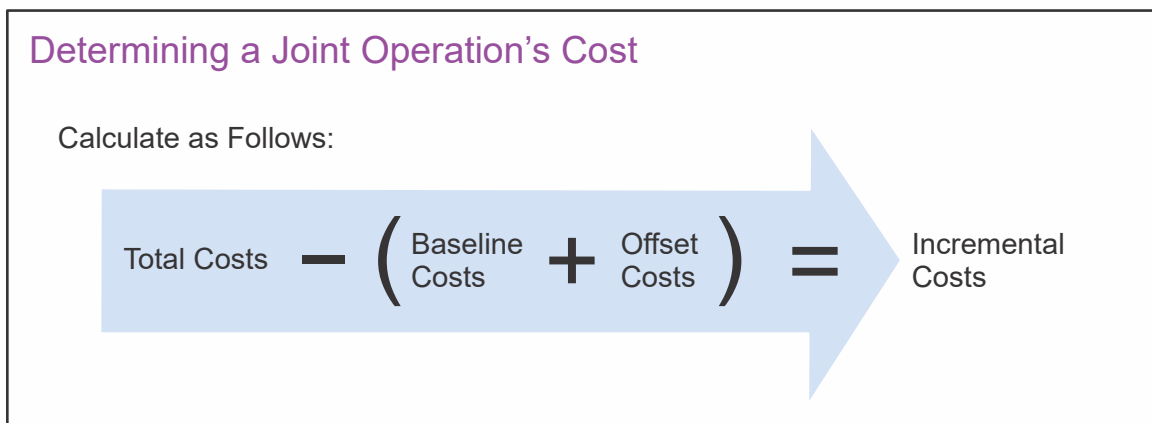 Determining a Joint Operation’s Cost
Calculate as Follows:
Total Costs – ( Baseline Costs + Offset Costs ) = Incremental Costs